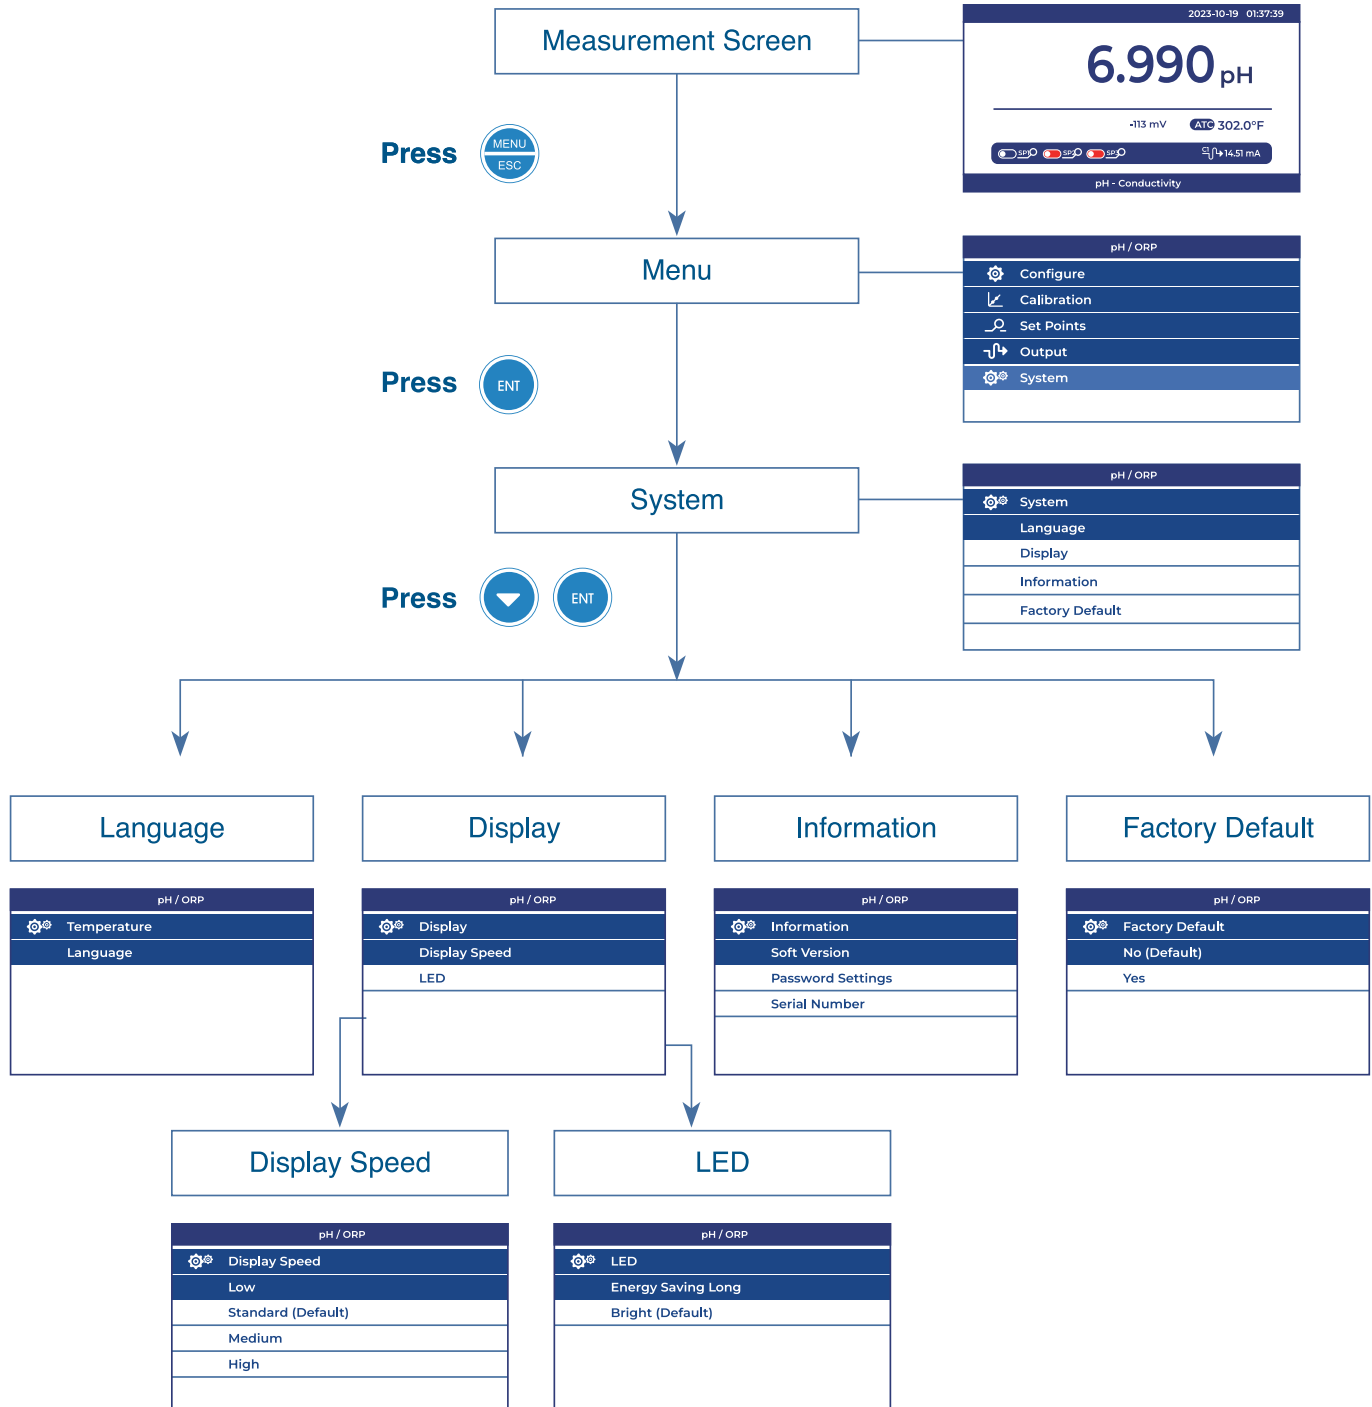 Measurement Screen
2023-10-19 01:37:39
6.990 pH
-113 mV ATC 302.0°F
SP1 SP2 SP3 C1 14.51 mA
pH - Conductivity
Press MENU
ESC
Menu
pH / ORP
Configure
Calibration
Set Points
Output
System
Press ENT
System
pH / ORP
System
Language
Display
Information
Factory Default
Press ENT
Language
Display
Information
Factory Default
pH / ORP
Temperature
Language
pH / ORP
Display
Display Speed
LED
pH / ORP
Information
Soft Version
Password Settings
Serial Number
pH / ORP
Factory Default
No (Default)
Yes
Display Speed
LED
pH / ORP
Display Speed
Low
Standard (Default)
Medium
High
pH / ORP
LED
Energy Saving Long
Bright (Default)